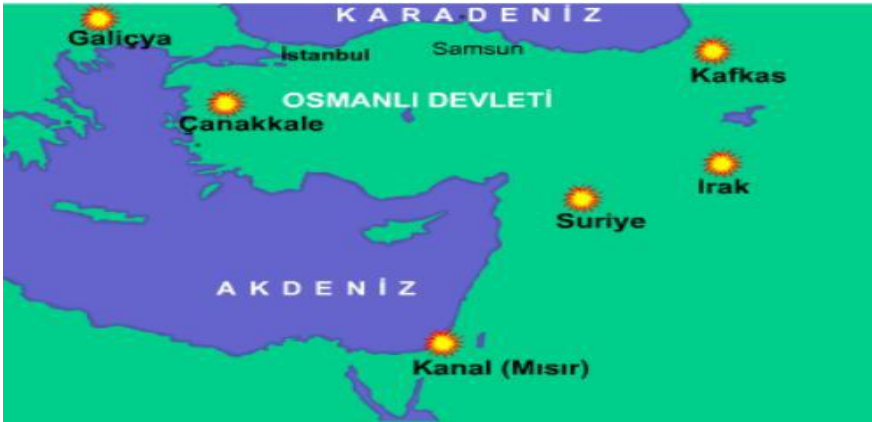 KARADENİZ
Galiçya
İstanbul
Samsun
Kafkas
OSMANLI DEVLETİ
Çanakkale
Irak
Suriye
AKDENİZ
Kanal (Mısır)